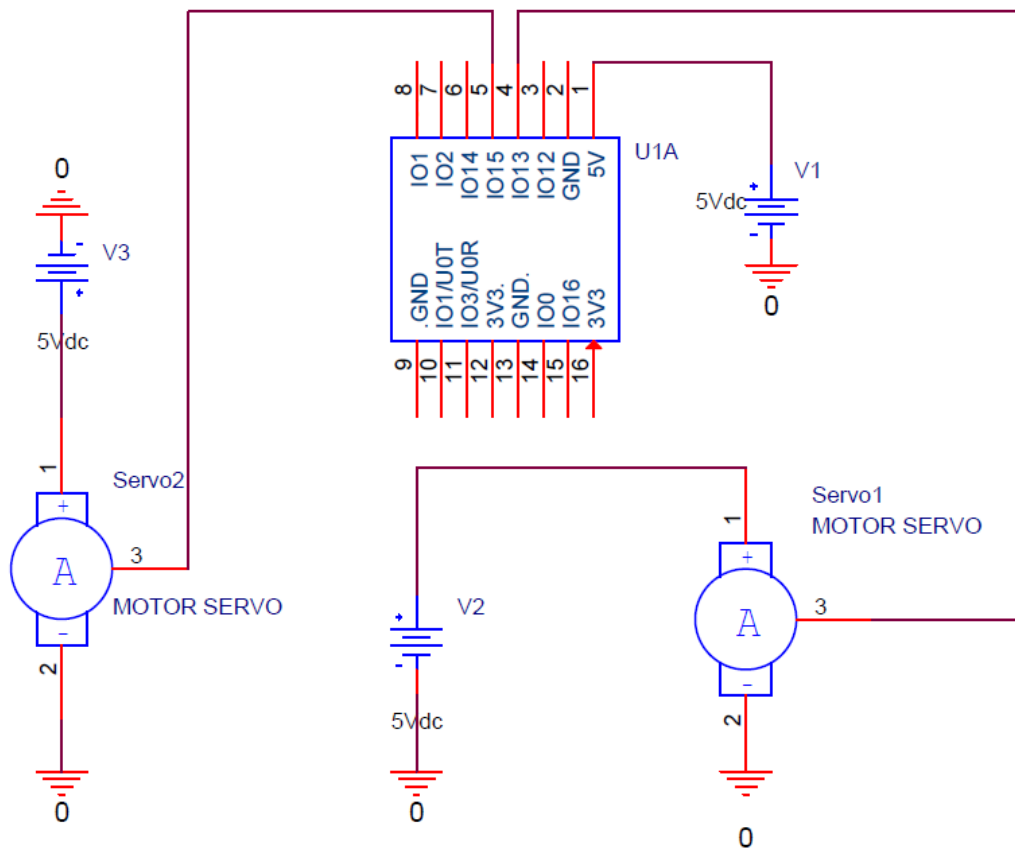 8 7 6 5 4 3 2 1
IO1 IO2 IO14 IO15 IO13 IO12 GND 5V
U1A
.GND IO1/U0T IO3/U0R 3V3. GND. IO0 IO16 3V3
9 10 11 12 13 14 15 16
V1
+
5Vdc
-
0
0
-
V3
+
5Vdc
1
Servo2
+
A
3
MOTOR SERVO
-
2
0
V2
+
-
5Vdc
0
Servo1
MOTOR SERVO
1
+
A
3
-
2
0